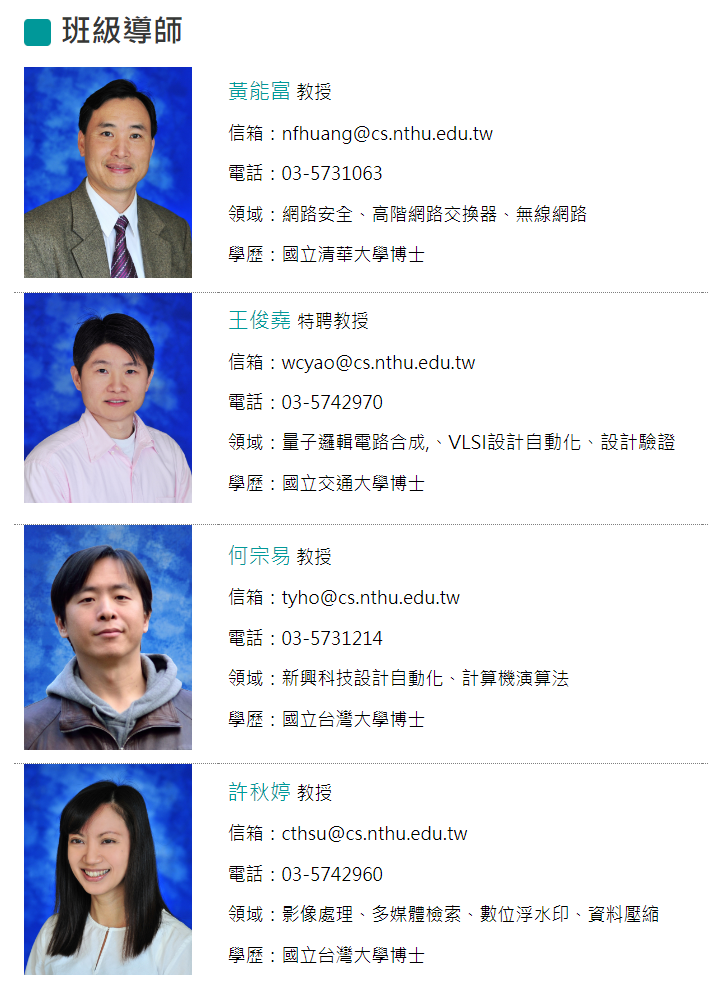 班級導師
黃能富 教授
信箱：nfhuang@cs.nthu.edu.tw
電話：03-5731063
領域：網路安全、高階網路交換器、無線網路
學歷：國立清華大學博士
王俊堯 特聘教授
信箱：wcyao@cs.nthu.edu.tw
電話：03-5742970
領域：量子邏輯電路合成,、VLSI設計自動化、設計驗證
學歷：國立交通大學博士
何宗易 教授
信箱：tyho@cs.nthu.edu.tw
電話：03-5731214
領域：新興科技設計自動化、計算機演算法
學歷：國立台灣大學博士
許秋婷 教授
信箱：cthsu@cs.nthu.edu.tw
電話：03-5742960
領域：影像處理、多媒體檢索、數位浮水印、資料壓縮
學歷：國立台灣大學博士